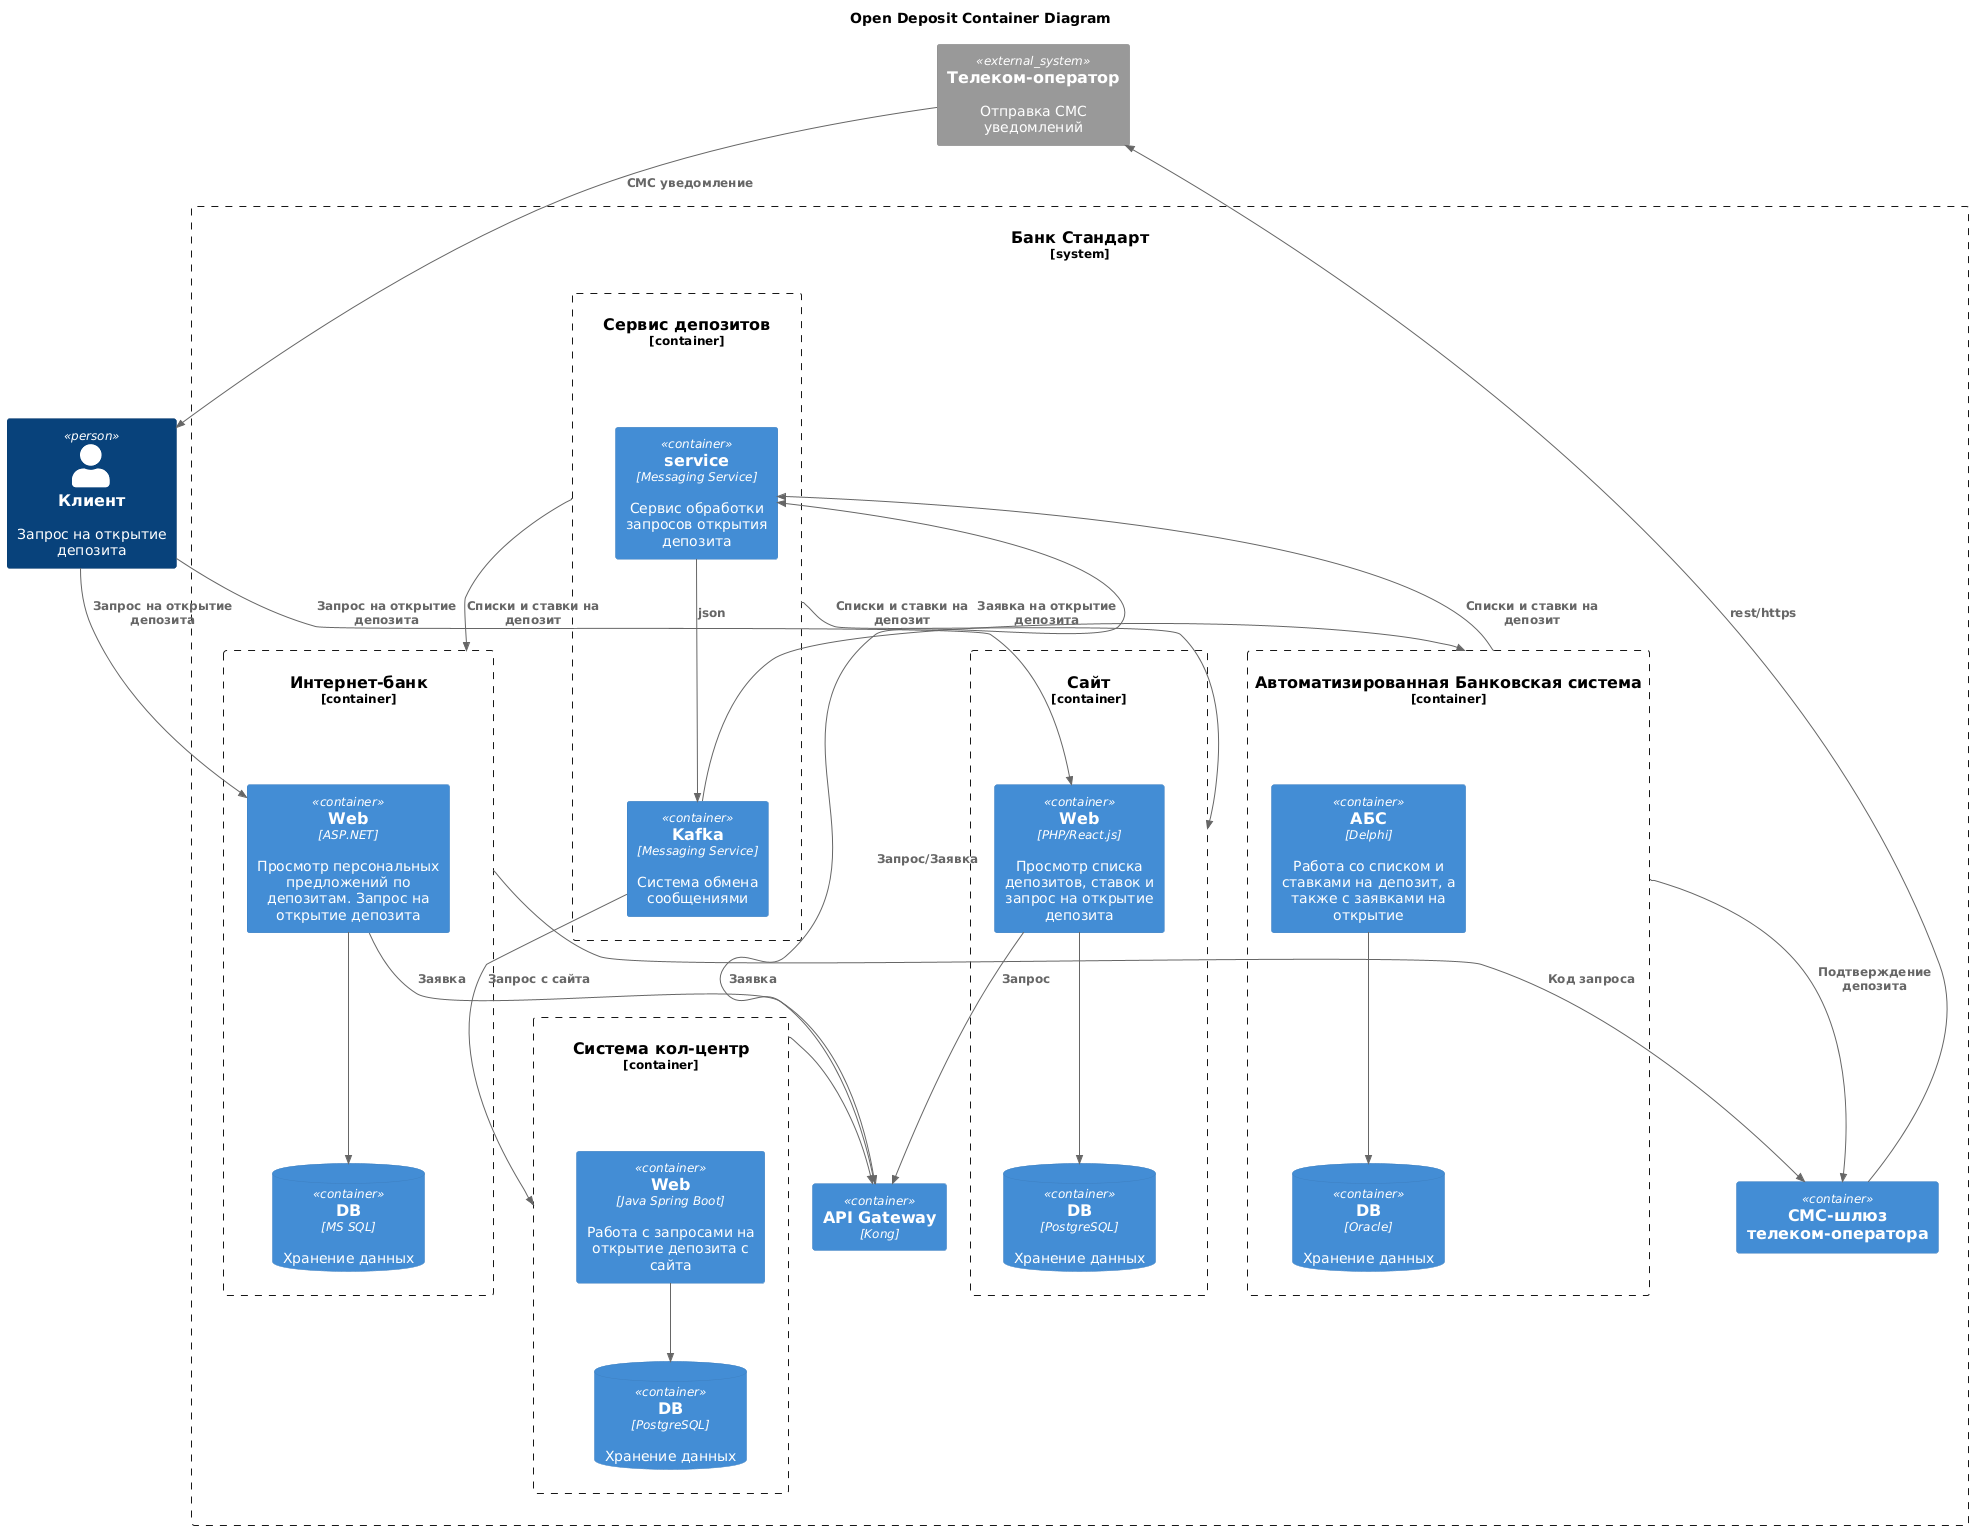 Open Deposit Container Diagram
«external_system»
Телеком-оператор
Отправка СМС
уведомлений
СМС уведомление
Банк Стандарт
[system]
Сервис депозитов
[container]
«person»
Клиент
Запрос на открытие
депозита
«container»
service
[Messaging Service]
Сервис обработки
запросов открытия
депозита
Запрос на открытие
депозита
Запрос на открытие
депозита
Списки и ставки на
депозит
json
Списки и ставки на
депозит
Заявка на открытие
депозита
Списки и ставки на
депозит
rest/https
Интернет-банк
[container]
Сайт
[container]
Автоматизированная Банковская система
[container]
«container»
Web
[ASP.NET]
Просмотр персональных
предложений по
депозитам. Запрос на
открытие депозита
«container»
Kafka
[Messaging Service]
Система обмена
сообщениями
Запрос/Заявка
«container»
Web
[PHP/React.js]
Просмотр списка
депозитов, ставок и
запрос на открытие
депозита
«container»
АБС
[Delphi]
Работа со списком и
ставками на депозит, а
также с заявками на
открытие
Заявка
Запрос с сайта
Заявка
Запрос
Код запроса
Подтверждение
депозита
Система кол-центр
[container]
«container»
DB
[MS SQL]
Хранение данных
«container»
Web
[Java Spring Boot]
Работа с запросами на
открытие депозита с
сайта
«container»
API Gateway
[Kong]
«container»
DB
[PostgreSQL]
Хранение данных
«container»
DB
[Oracle]
Хранение данных
«container»
СМС-шлюз
телеком-оператора
«container»
DB
[PostgreSQL]
Хранение данных